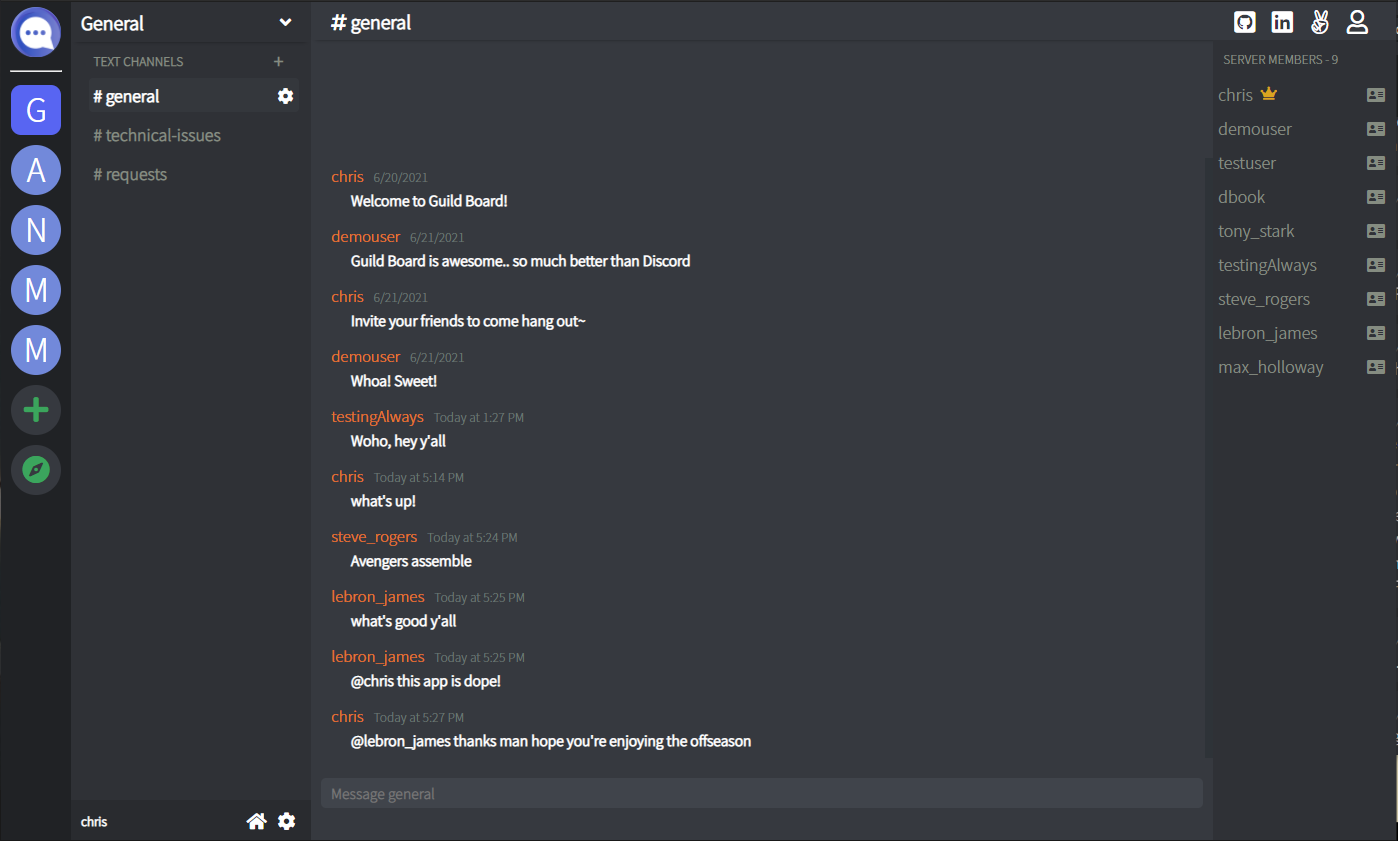 General
TEXT CHANNELS +
# general
# technical-issues
# requests
G
A
N
M
M
chris
# general
chris 6/20/2021
Welcome to Guild Board!
demouser 6/21/2021
Guild Board is awesome.. so much better than Discord
chris 6/21/2021
Invite your friends to come hang out~
demouser 6/21/2021
Whoa! Sweet!
testingAlways Today at 1:27 PM
Woho, hey y'all
chris Today at 5:14 PM
what's up!
steve_rogers Today at 5:24 PM
Avengers assemble
lebron_james Today at 5:25 PM
what's good y'all
lebron_james Today at 5:25 PM
@chris this app is dope!
chris Today at 5:27 PM
@lebron_james thanks man hope you're enjoying the offseason
Message general
in
SERVER MEMBERS - 9
chris
demouser
testuser
dbook
tony_stark
testingAlways
steve_rogers
lebron_james
max_holloway